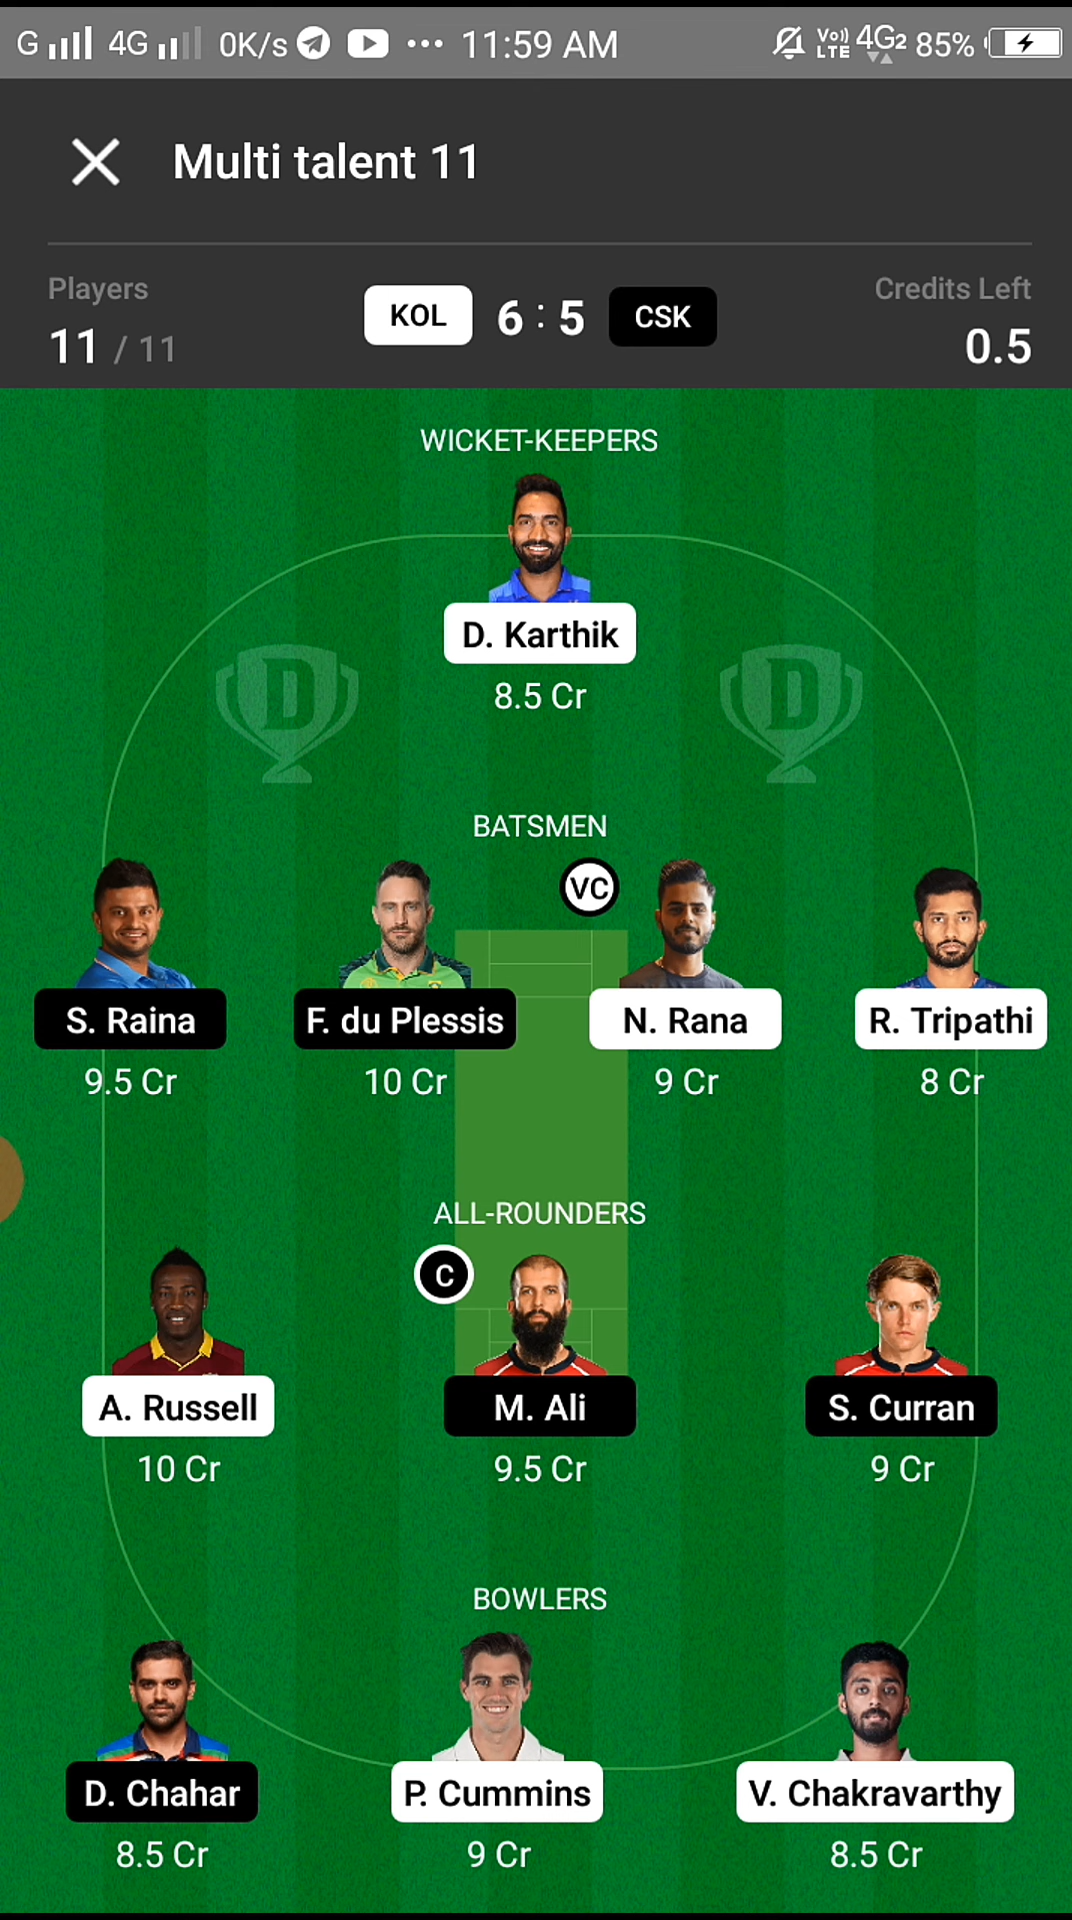 G 4G 0K/s ••• 11:59 AM Vo)) LTE 4G2 85%
Multi talent 11
Players Credits Left
11 / 11 KOL 6 : 5 CSK 0.5
WICKET-KEEPERS
D. Karthik
8.5 Cr
D D
BATSMEN
VC
S. Raina F. du Plessis N. Rana R. Tripathi
9.5 Cr 10 Cr 9 Cr 8 Cr
ALL-ROUNDERS
C
A. Russell M. Ali S. Curran
10 Cr 9.5 Cr 9 Cr
BOWLERS
D. Chahar P. Cummins V. Chakravarthy
8.5 Cr 9 Cr 8.5 Cr